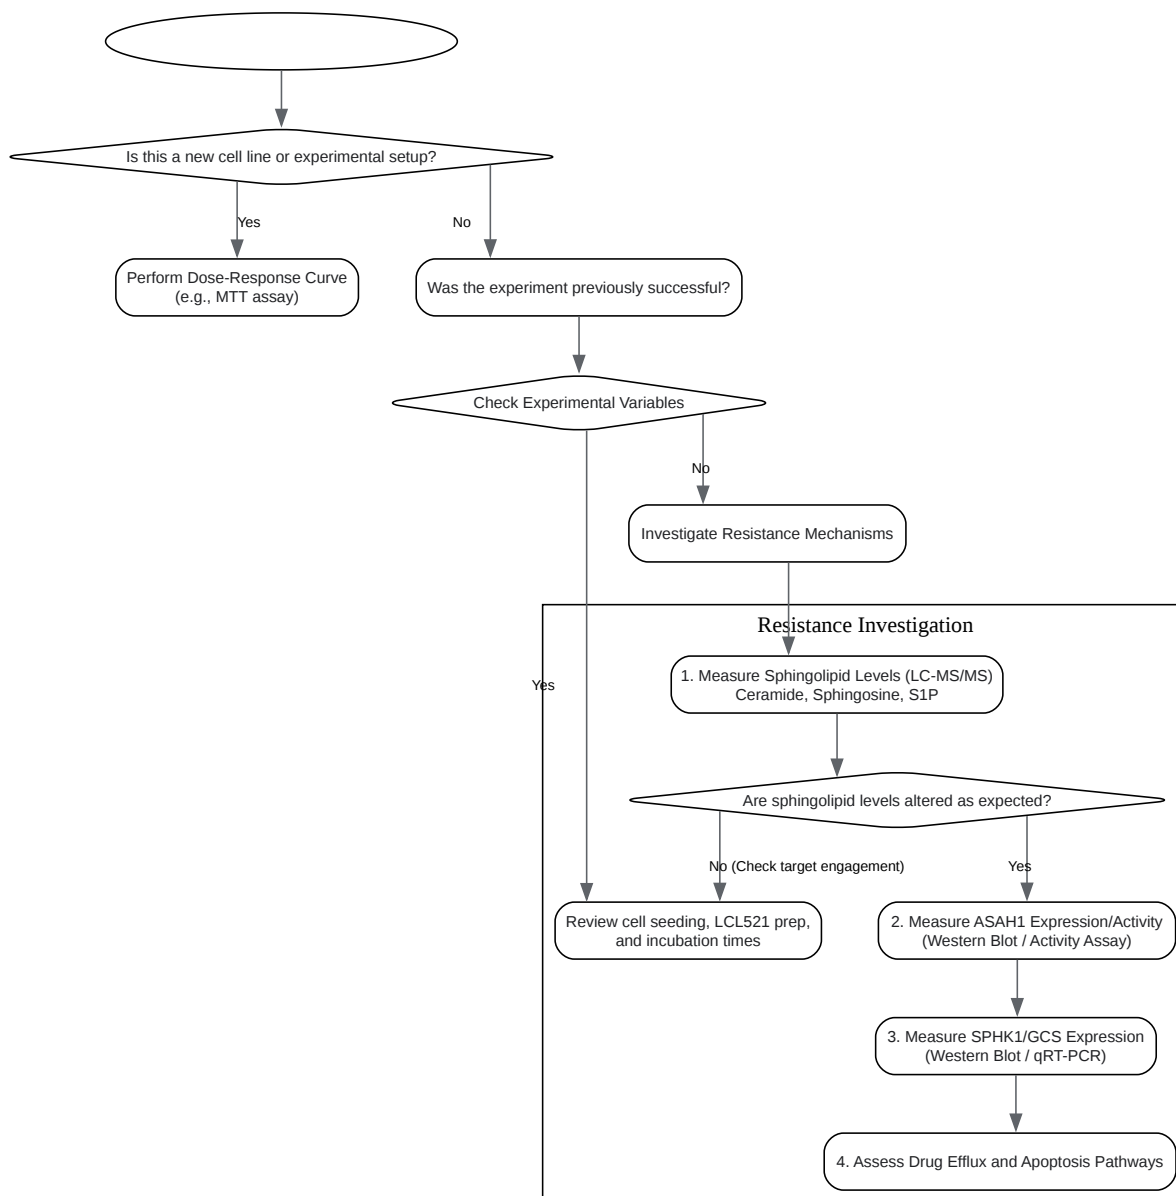 Is this a new cell line or experimental setup?
Yes
No
Perform Dose-Response Curve
(e.g., MTT assay)
Was the experiment previously successful?
Check Experimental Variables
No
Investigate Resistance Mechanisms
Resistance Investigation
Yes
1. Measure Sphingolipid Levels (LC-MS/MS)
Ceramide, Sphingosine, S1P
Are sphingolipid levels altered as expected?
No (Check target engagement)
Yes
Review cell seeding, LCL521 prep,
and incubation times
2. Measure ASAH1 Expression/Activity
(Western Blot / Activity Assay)
3. Measure SPHK1/GCS Expression
(Western Blot / qRT-PCR)
4. Assess Drug Efflux and Apoptosis Pathways